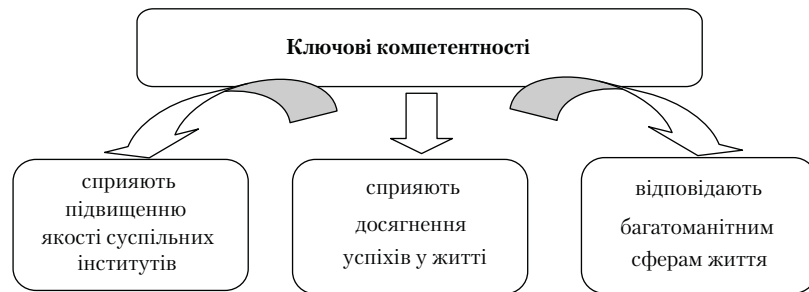 Ключові компетентності
сприяють
підвищенню
якості суспільних
інститутів
сприяють
досягнення
успіхів у житті
відповідають
багатоманітним
сферам життя